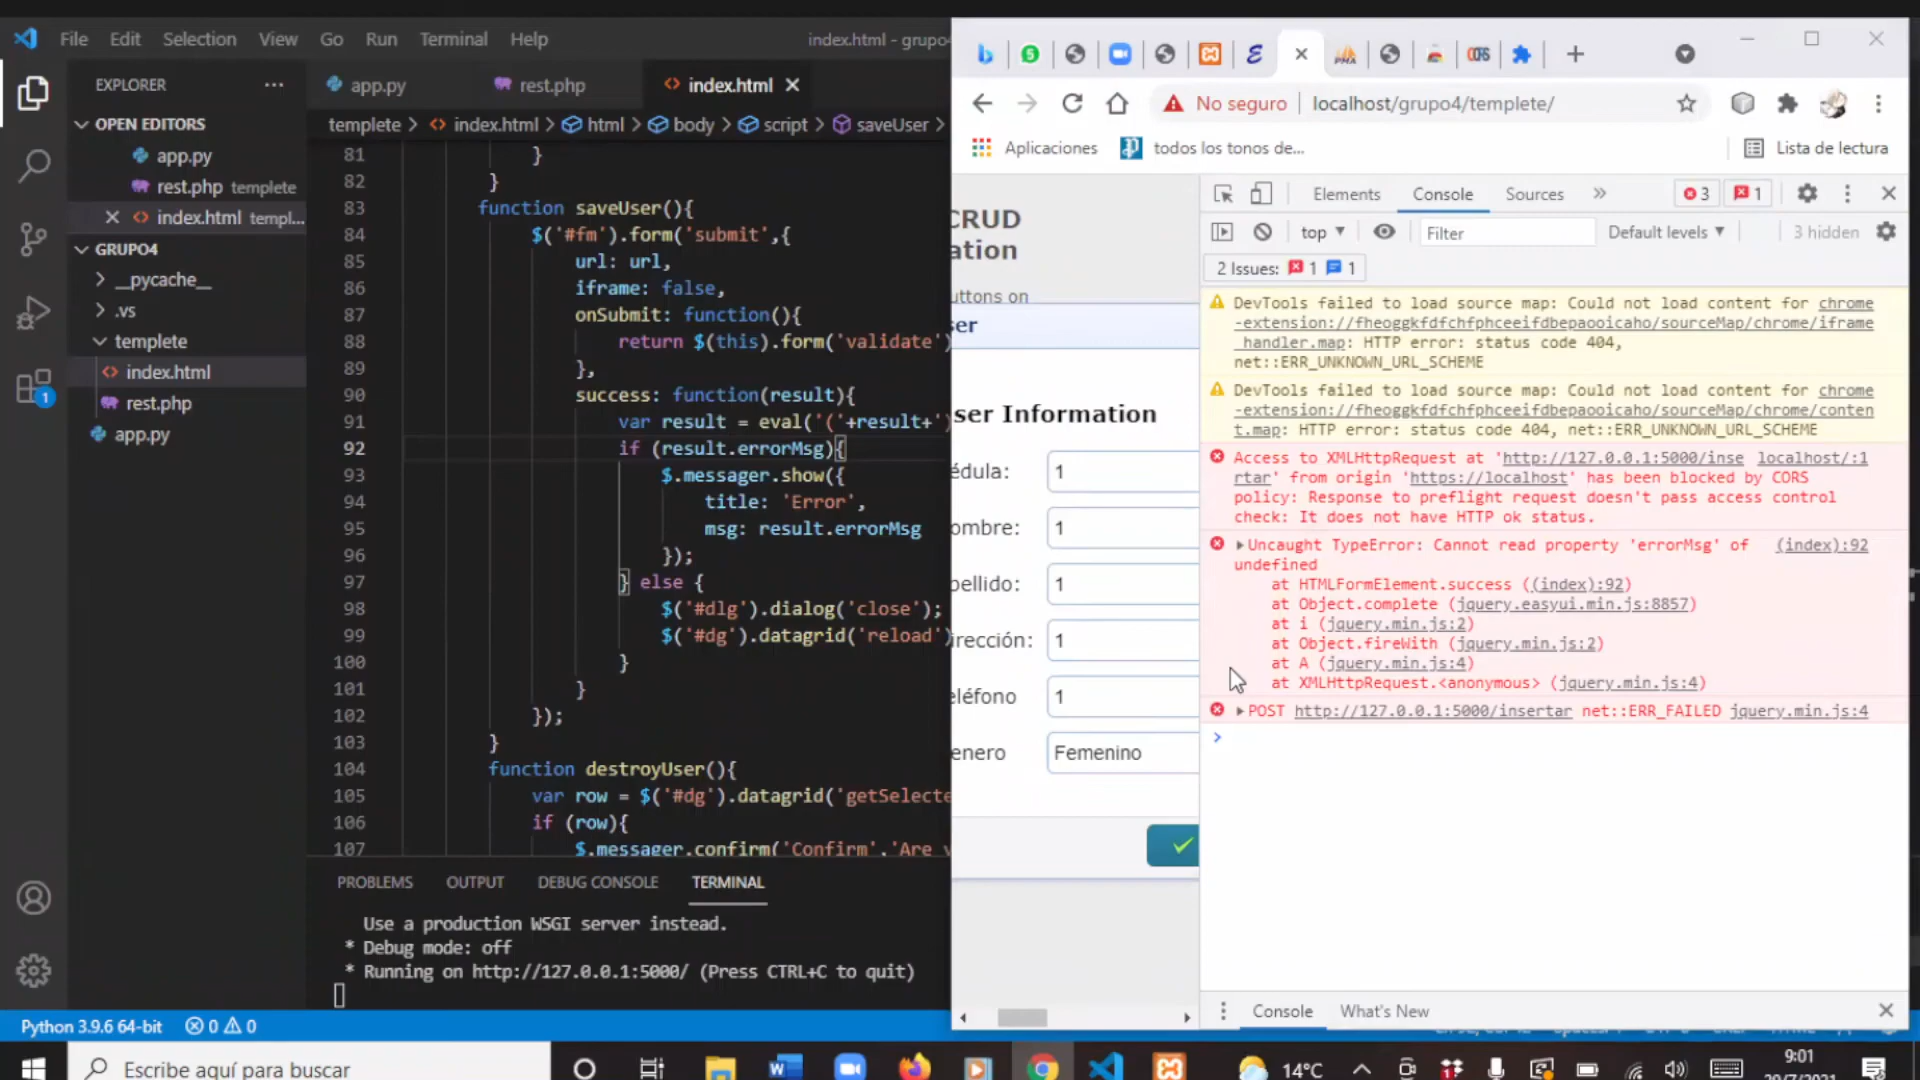 File Edit Selection View Go Run Terminal Help index.html - grupo4
EXPLORER
app.py rest.php index.html
OPEN EDITORS
app.py
rest.php templete
index.html templ...
GRUPO4
__pycache__
.vs
templete
index.html
rest.php
app.py
templete > index.html > html > body > script > saveUser >
81 }
82 }
83 function saveUser(){
84 $('#fm').form('submit',{
85 url: url,
86 iframe: false,
87 onSubmit: function(){
88 return $(this).form('validate')
89 },
90 success: function(result){
91 var result = eval('('+result+')
92 if (result.errorMsg){
93 $.messager.show({
94 title: 'Error',
95 msg: result.errorMsg
96 });
97 } else {
98 $('#dlg').dialog('close');
99 $('#dg').datagrid('reload')
100 }
101 }
102 });
103 }
104 function destroyUser(){
105 var row = $('#dg').datagrid('getSelecte
106 if (row){
107 $.messager.confirm('Confirm','Are
PROBLEMS OUTPUT DEBUG CONSOLE TERMINAL
Use a production WSGI server instead.
* Debug mode: off
* Running on http://127.0.0.1:5000/ (Press CTRL+C to quit)
Python 3.9.6 64-bit 0 0
No seguro localhost/grupo4/templete/
Aplicaciones todos los tonos de... Lista de lectura
CRUD
ation
uttons on
ser
ser Information
édula: 1
ombre: 1
pellido: 1
irección: 1
eléfono 1
enero Femenino
Elements Console Sources 3 1
top Filter Default levels 3 hidden
2 Issues: 1 1
DevTools failed to load source map: Could not load content for chrome
-extension://fheoggkfdfchfphceeifdbepaooicaho/sourceMap/chrome/iframe
_handler.map: HTTP error: status code 404,
net::ERR_UNKNOWN_URL_SCHEME
DevTools failed to load source map: Could not load content for chrome
-extension://fheoggkfdfchfphceeifdbepaooicaho/sourceMap/chrome/conten
t.map: HTTP error: status code 404, net::ERR_UNKNOWN_URL_SCHEME
Access to XMLHttpRequest at 'http://127.0.0.1:5000/inse localhost/:1
rtar' from origin 'https://localhost' has been blocked by CORS
policy: Response to preflight request doesn't pass access control
check: It does not have HTTP ok status.
Uncaught TypeError: Cannot read property 'errorMsg' of (index):92
undefined
at HTMLFormElement.success ((index):92)
at Object.complete (jquery.easyui.min.js:8857)
at i (jquery.min.js:2)
at Object.fireWith (jquery.min.js:2)
at A (jquery.min.js:4)
at XMLHttpRequest.<anonymous> (jquery.min.js:4)
POST http://127.0.0.1:5000/insertar net::ERR_FAILED jquery.min.js:4
Console What's New
Escribe aquí para buscar
14°C
9:01